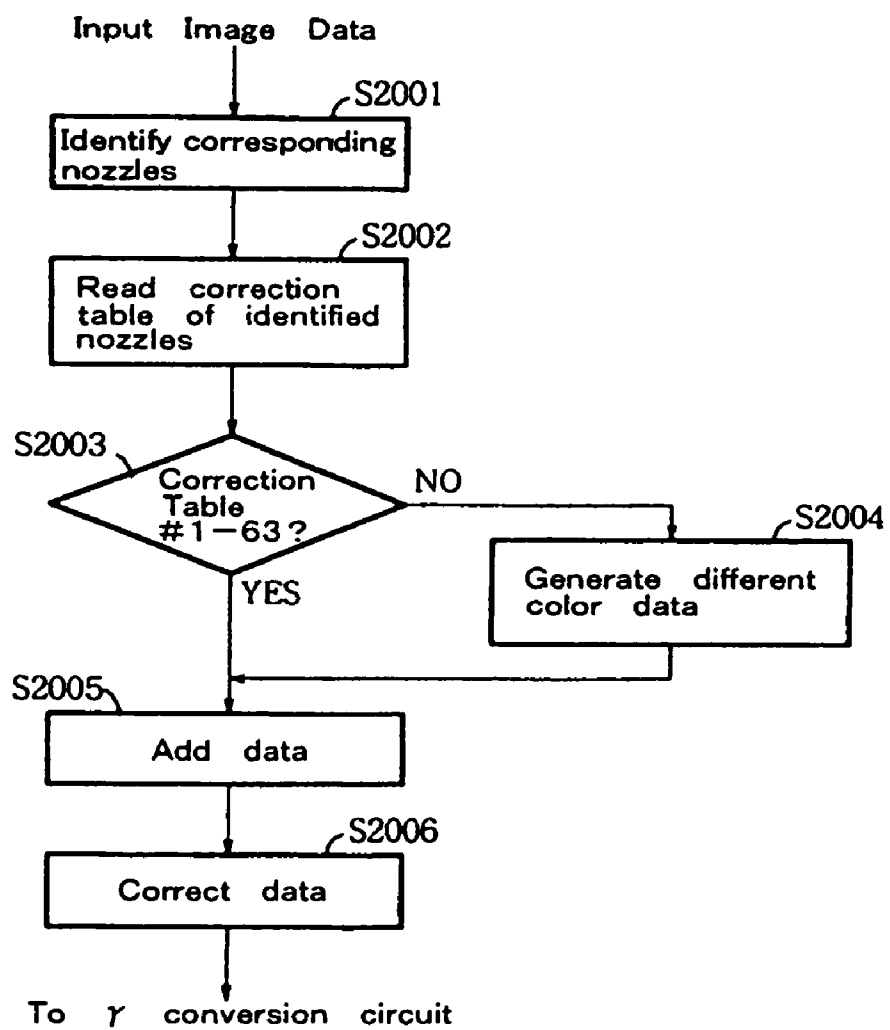 Input Image Data
S2001
Identify corresponding
nozzles
S2002
Read correction
table of identified
nozzles
S2003
Correction
Table
#1-63?
NO
YES
S2004
Generate different
color data
S2005
Add data
S2006
Correct data
To γ conversion circuit